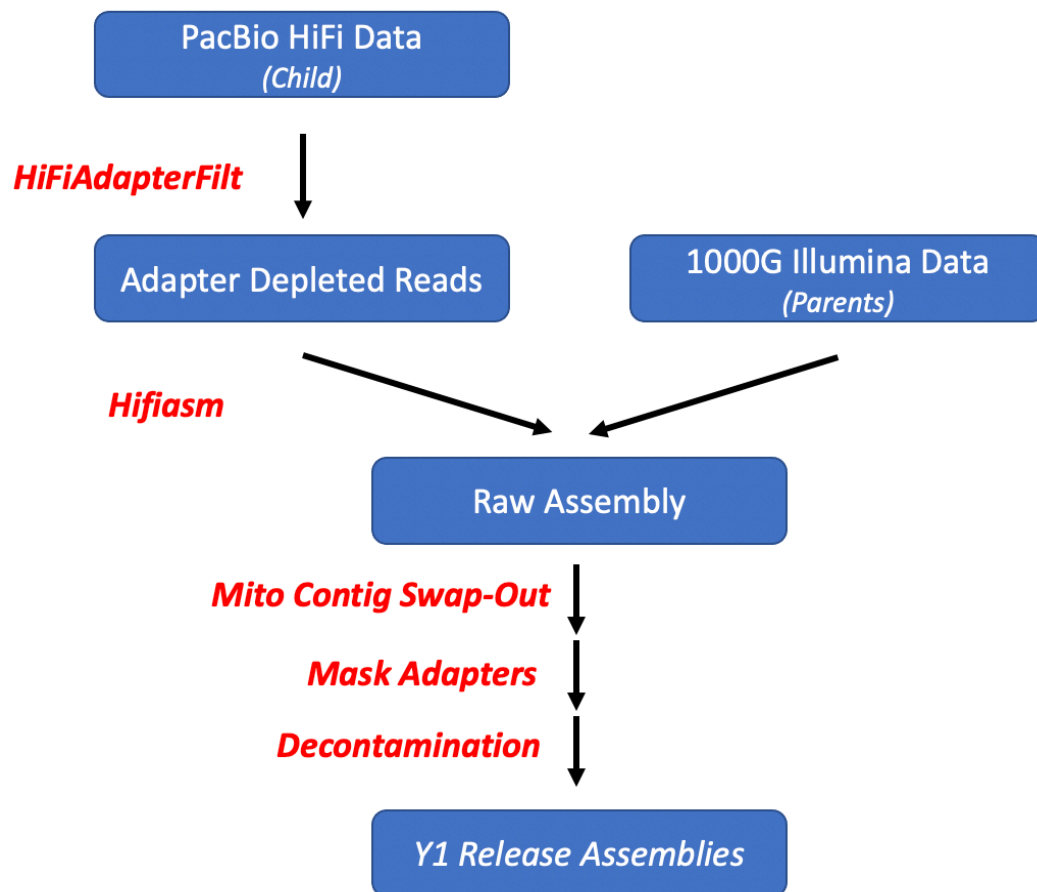 PacBio HiFi Data
(Child)
HiFiAdapterFilt
Adapter Depleted Reads
1000G Illumina Data
(Parents)
Hifiasm
Raw Assembly
Mito Contig Swap-Out
Mask Adapters
Decontamination
Y1 Release Assemblies